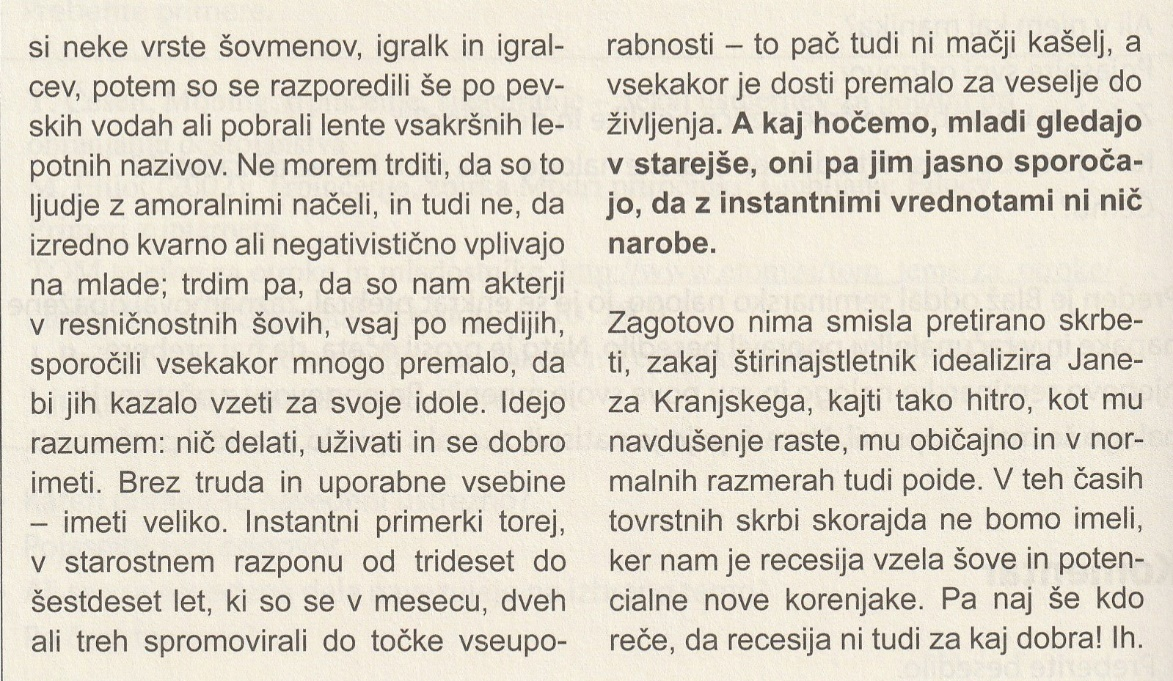 si neke vrste šovmenov, igralk in igral-
cev, potem so se razporedili še po pev-
skih vodah ali pobrali lente vsakršnih le-
potnih nazivov. Ne morem trditi, da so to
ljudje z amoralnimi načeli, in tudi ne, da
izredno kvarno ali negativistično vplivajo
na mlade; trdim pa, da so nam akterji
v resničnostnih šovih, vsaj po medijih,
sporočili vsekakor mnogo premalo, da
bi jih kazalo vzeti za svoje idole. Idejo
razumem: nič delati, uživati in se dobro
imeti. Brez truda in uporabne vsebine
– imeti veliko. Instantni primerki torej,
v starostnem razponu od trideset do
šestdeset let, ki so se v mesecu, dveh
ali treh spromovirali do točke vseupo-
rabnosti – to pač tudi ni mačji kašelj, a
vsekakor je dosti premalo za veselje do
življenja. A kaj hočemo, mladi gledajo
v starejše, oni pa jim jasno sporoča-
jo, da z instantnimi vrednotami ni nič
narobe.
Zagotovo nima smisla pretirano skrbe-
ti, zakaj štirinajstletnik idealizira Jane-
za Kranjskega, kajti tako hitro, kot mu
navdušenje raste, mu običajno in v nor-
malnih razmerah tudi poide. V teh časih
tovrstnih skrbi skorajda ne bomo imeli,
ker nam je recesija vzela šove in poten-
cialne nove korenjake. Pa naj še kdo
reče, da recesija ni tudi za kaj dobra! Ih.